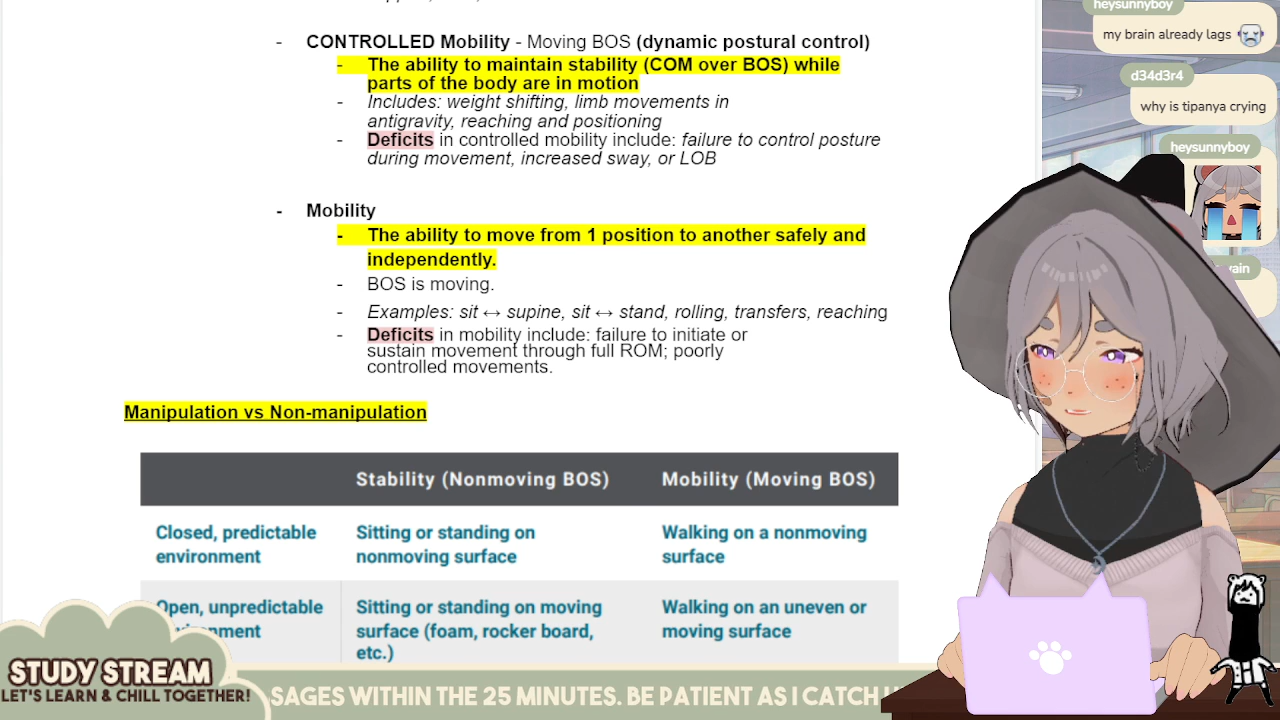 - CONTROLLED Mobility - Moving BOS (dynamic postural control)
- The ability to maintain stability (COM over BOS) while
parts of the body are in motion
- Includes: weight shifting, limb movements in
antigravity, reaching and positioning
- Deficits in controlled mobility include: failure to control posture
during movement, increased sway, or LOB
- Mobility
- The ability to move from 1 position to another safely and
independently.
- BOS is moving.
- Examples: sit ↔ supine, sit ↔ stand, rolling, transfers, reaching
- Deficits in mobility include: failure to initiate or
sustain movement through full ROM; poorly
controlled movements.
Manipulation vs Non-manipulation
Stability (Nonmoving BOS) Mobility (Moving BOS)
Closed, predictable
environment
Sitting or standing on
nonmoving surface
Walking on a nonmoving
surface
Open, unpredictable
Sitting or standing on moving
surface (foam, rocker board,
etc.)
Walking on an uneven or
moving surface
heysunnyboy
my brain already lags
d34d3r4
why is tipanya crying
heysunnyboy
STUDY STREAM
LET'S LEARN & CHILL TOGETHER!
SAGES WITHIN THE 25 MINUTES. BE PATIENT AS I CATCH